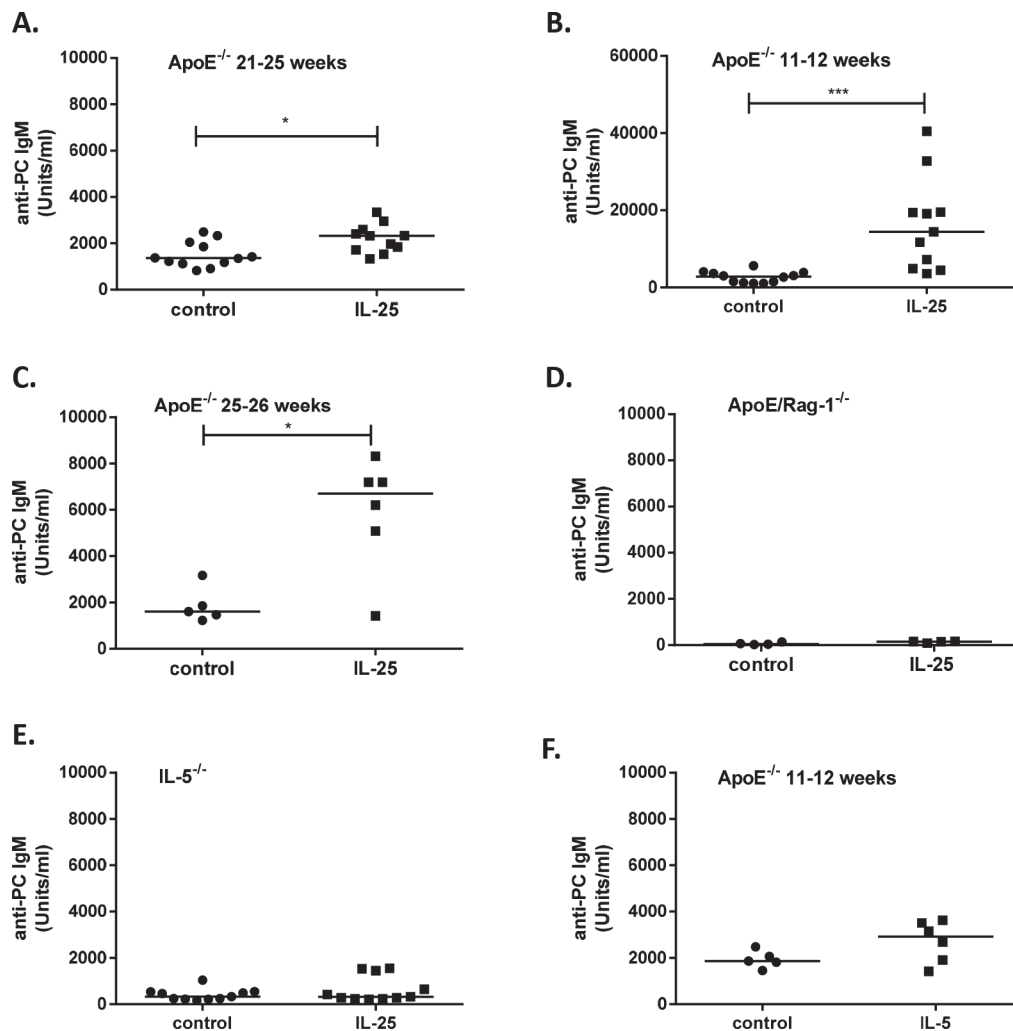 A.
ApoE-/- 21-25 weeks
anti-PC IgM
(Units/ml)
10000
8000
6000
4000
2000
0
*
control
IL-25
B.
ApoE-/- 11-12 weeks
anti-PC IgM
(Units/ml)
60000
40000
20000
0
***
control
IL-25
C.
ApoE-/- 25-26 weeks
anti-PC IgM
(Units/ml)
10000
8000
6000
4000
2000
0
*
control
IL-25
D.
ApoE/Rag-1-/-
anti-PC IgM
(Units/ml)
10000
8000
6000
4000
2000
0
control
IL-25
E.
IL-5-/-
anti-PC IgM
(Units/ml)
10000
8000
6000
4000
2000
0
control
IL-25
F.
ApoE-/- 11-12 weeks
anti-PC IgM
(Units/ml)
10000
8000
6000
4000
2000
0
control
IL-5